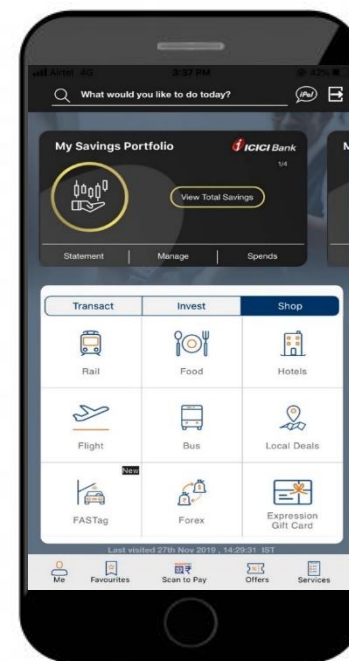 Airtel 4G 3:37 PM 42%
What would you like to do today? iPal
My Savings Portfolio ICICI Bank
1/4
View Total Savings
Statement Manage Spends
M
Transact Invest Shop
Rail Food Hotels
Flight Bus Local Deals
New
FASTag Forex Expression
Gift Card
Last visited 27th Nov 2019 , 14:29:31 IST
Me Favourites Scan to Pay Offers Services